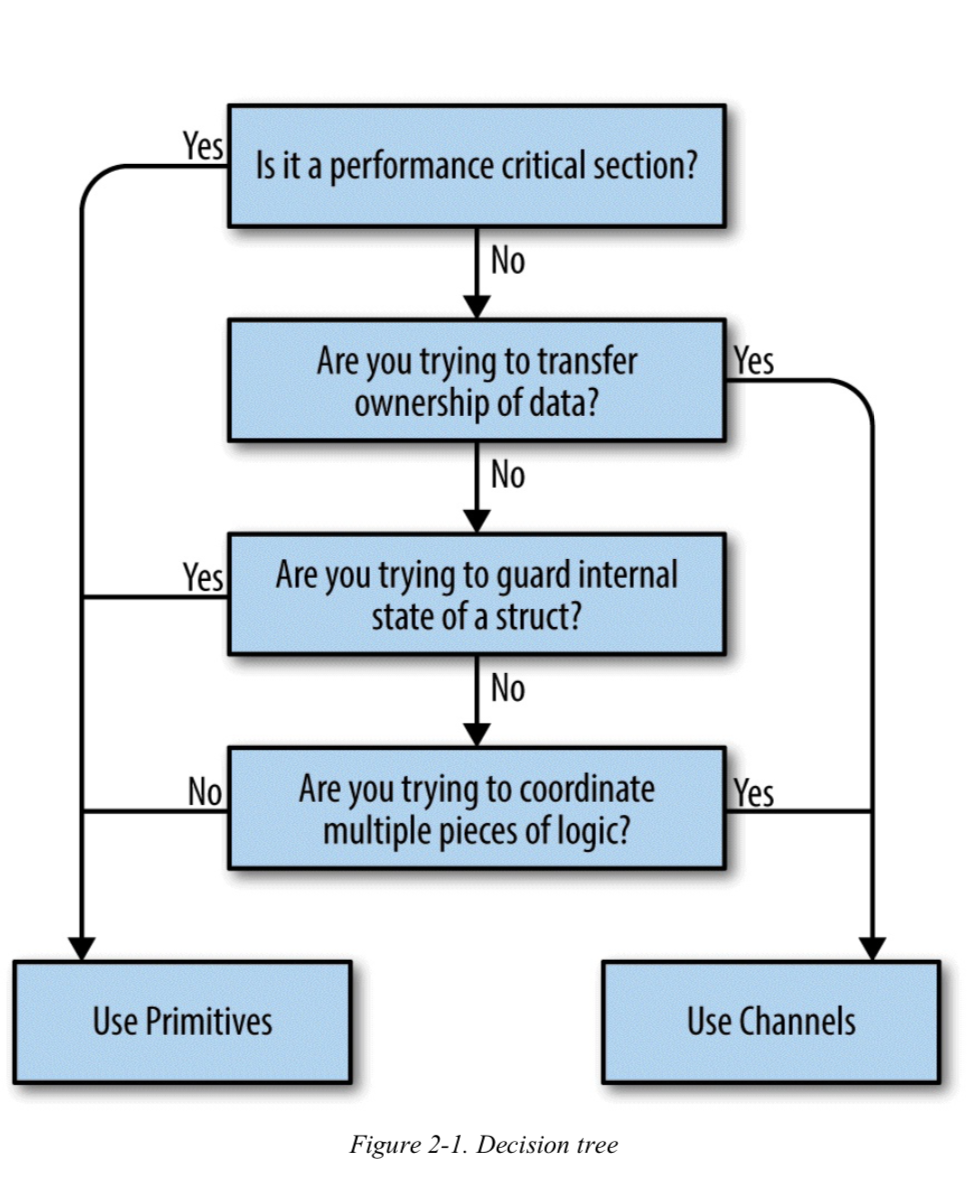 Yes
Is it a performance critical section?
No
Are you trying to transfer
ownership of data?
Yes
No
Yes
Are you trying to guard internal
state of a struct?
No
No
Are you trying to coordinate
multiple pieces of logic?
Yes
Use Primitives
Use Channels
Figure 2-1. Decision tree